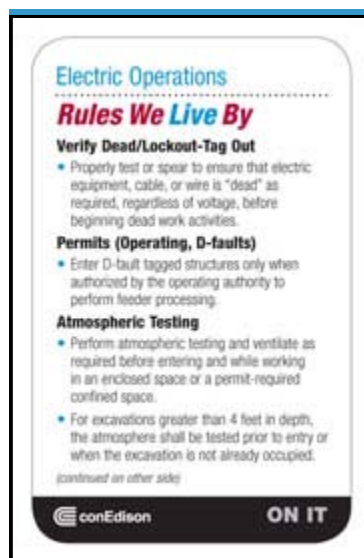 Electric Operations
Rules We Live By
Verify Dead/Lockout-Tag Out
• Properly test or spear to ensure that electric
equipment, cable, or wire is "dead" as
required, regardless of voltage, before
beginning dead work activities.
Permits (Operating, D-faults)
• Enter D-fault tagged structures only when
authorized by the operating authority to
perform feeder processing.
Atmospheric Testing
• Perform atmospheric testing and ventilate as
required before entering and while working
in an enclosed space or a permit-required
confined space.
• For excavations greater than 4 feet in depth,
the atmosphere shall be tested prior to entry or
when the excavation is not already occupied.
(continued on other side)
conEdison
ON IT